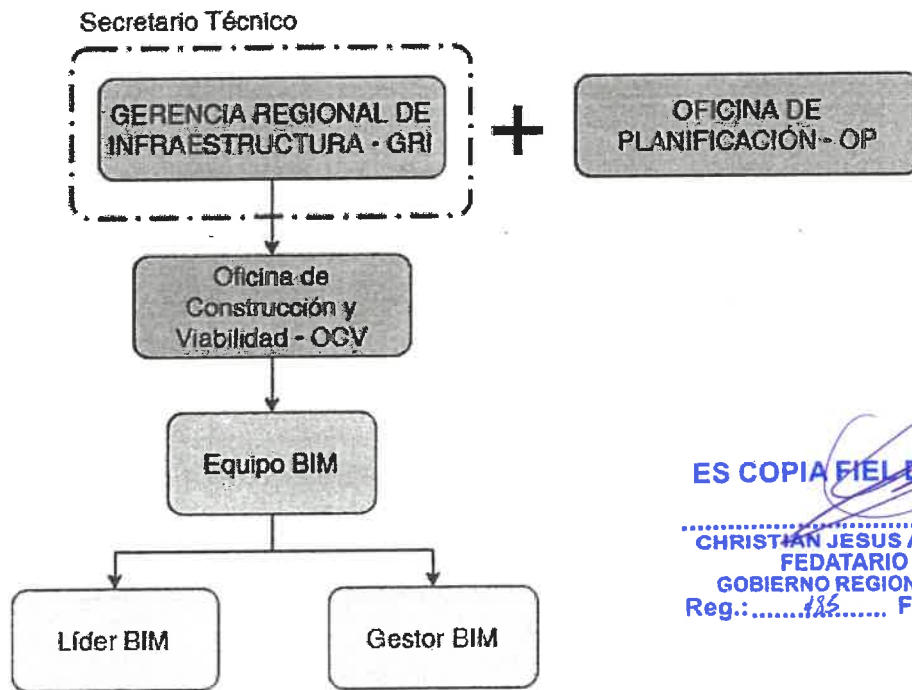 Secretario Técnico
GERENCIA REGIONAL DE
INFRAESTRUCTURA - GRI
+
OFICINA DE
PLANIFICACIÓN - OP
Oficina de
Construcción y
Viabilidad - OCV
Equipo BIM
Líder BIM
Gestor BIM
ES COPIA FIEL
CHRISTIAN JESUS A
FEDATARIO
GOBIERNO REGION
Reg.:........185...... F